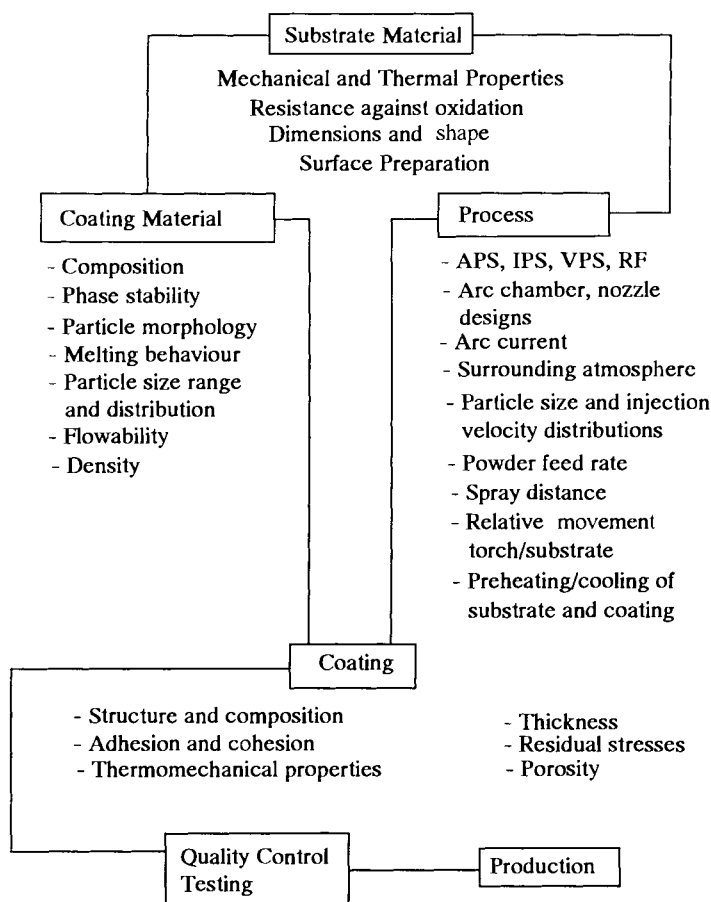 Substrate Material
Mechanical and Thermal Properties
Resistance against oxidation
Dimensions and shape
Surface Preparation
Coating Material
- Composition
- Phase stability
- Particle morphology
- Melting behaviour
- Particle size range
and distribution
- Flowability
- Density
Process
- APS, IPS, VPS, RF
- Arc chamber, nozzle
designs
- Arc current
- Surrounding atmosphere
- Particle size and injection
velocity distributions
- Powder feed rate
- Spray distance
- Relative movement
torch/substrate
- Preheating/cooling of
substrate and coating
Coating
- Structure and composition
- Adhesion and cohesion
- Thermomechanical properties
- Thickness
- Residual stresses
- Porosity
Quality Control
Testing
Production